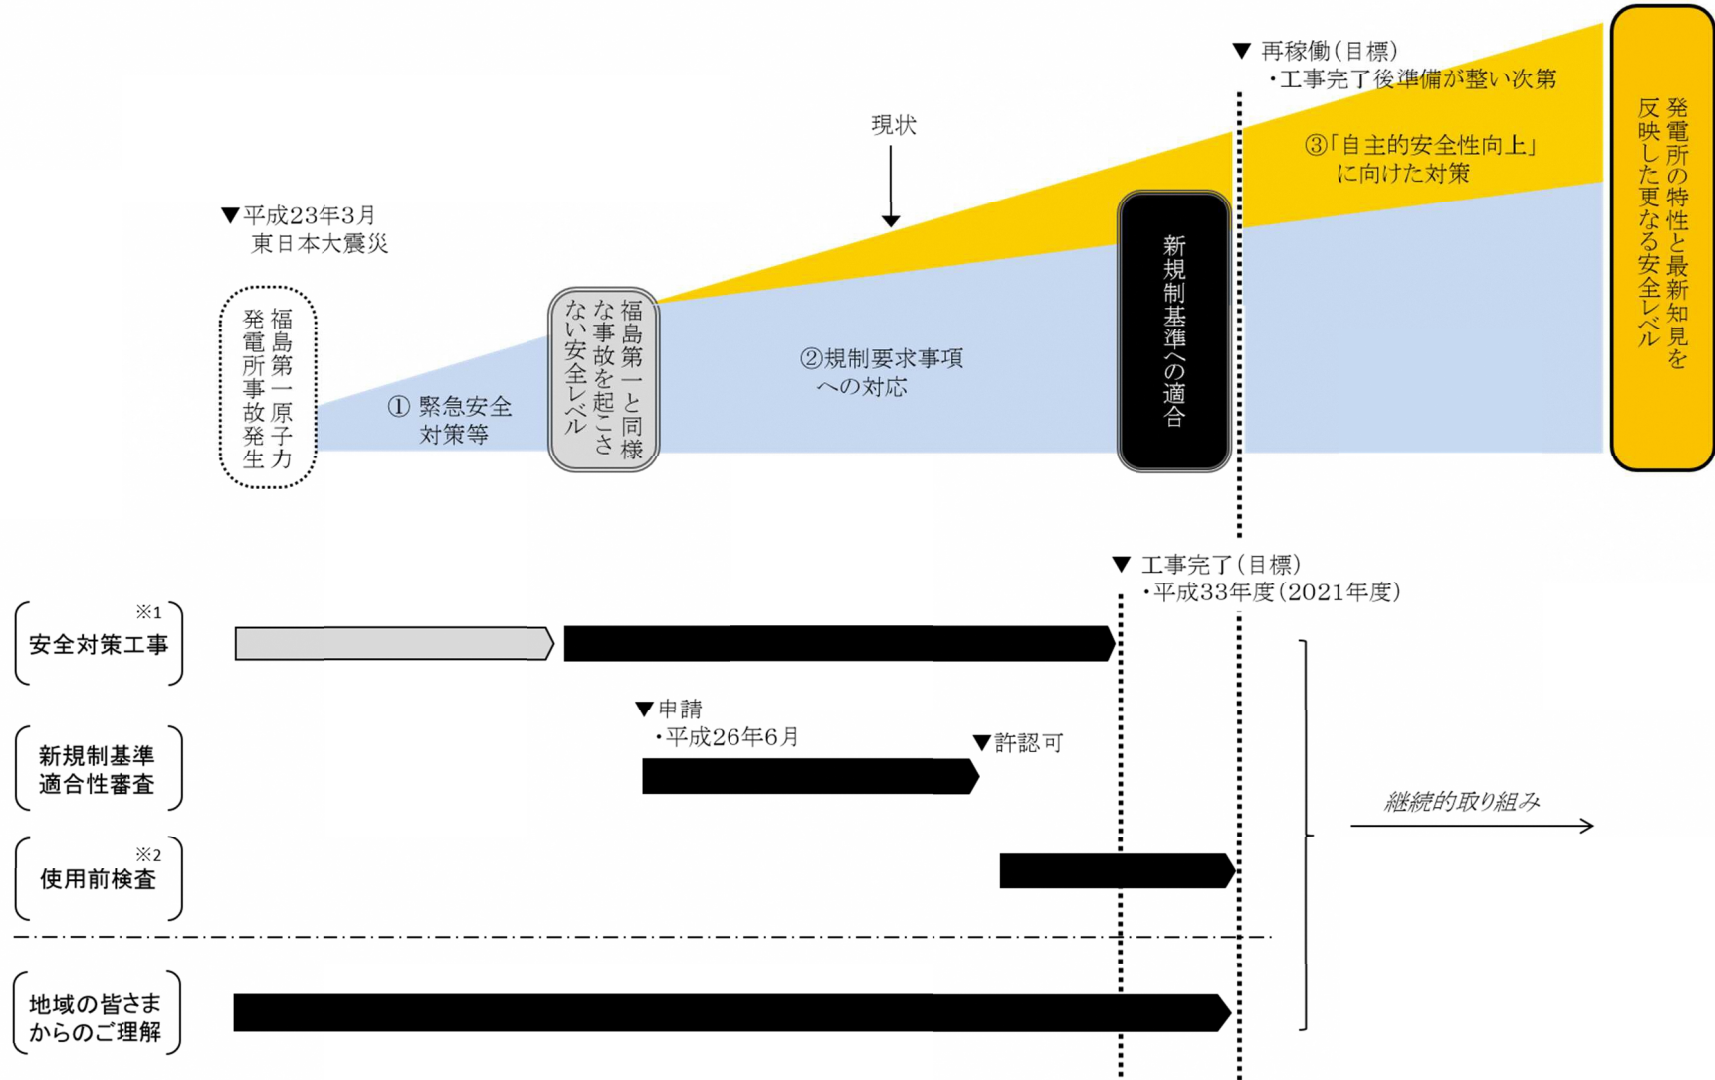 ▼ 再稼働（目標）
・工事完了後準備が整い次第
現状
③「自主的安全性向上」
に向けた対策
発電所の特性と最新知見を
反映した更なる安全レベル
▼平成23年3月
東日本大震災
福島第一原子力
発電所事故発生
① 緊急安全
対策等
福島第一と同様
な事故を起こさ
ない安全レベル
②規制要求事項
への対応
新規制基準への適合
▼ 工事完了（目標）
・平成33年度（2021年度）
※1
安全対策工事
▼申請
・平成26年6月
▼許認可
新規制基準
適合性審査
継続的取り組み
※2
使用前検査
地域の皆さま
からのご理解